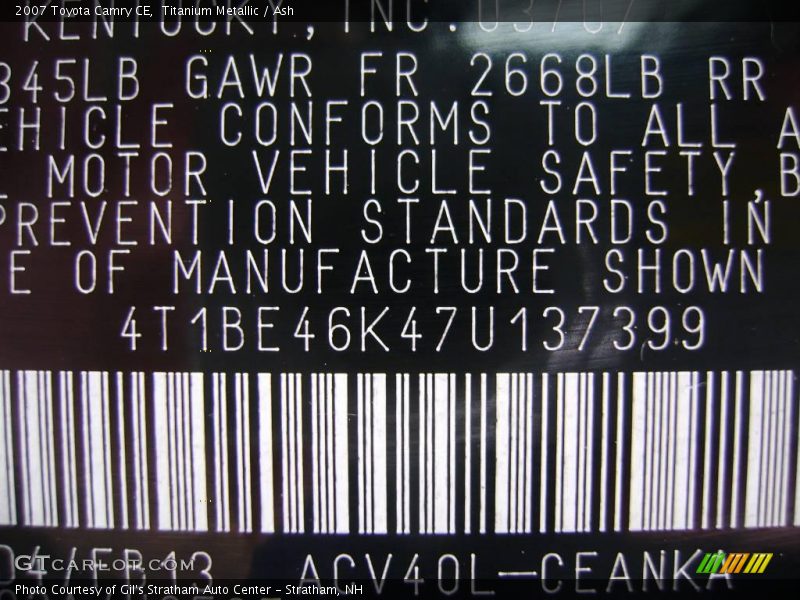 2007 Toyota Camry CE, Titanium Metallic / Ash
KENTUCKY, INC. 03/07
345LB GAWR FR 2668LB RR
EHICLE CONFORMS TO ALL A
MOTOR VEHICLE SAFETY, B
PREVENTION STANDARDS IN
E OF MANUFACTURE SHOWN
4T1BE46K47U137399
/FB13 ACV40L-CEANKA
GTCARLOT.COM
Photo Courtesy of Gil's Stratham Auto Center - Stratham, NH